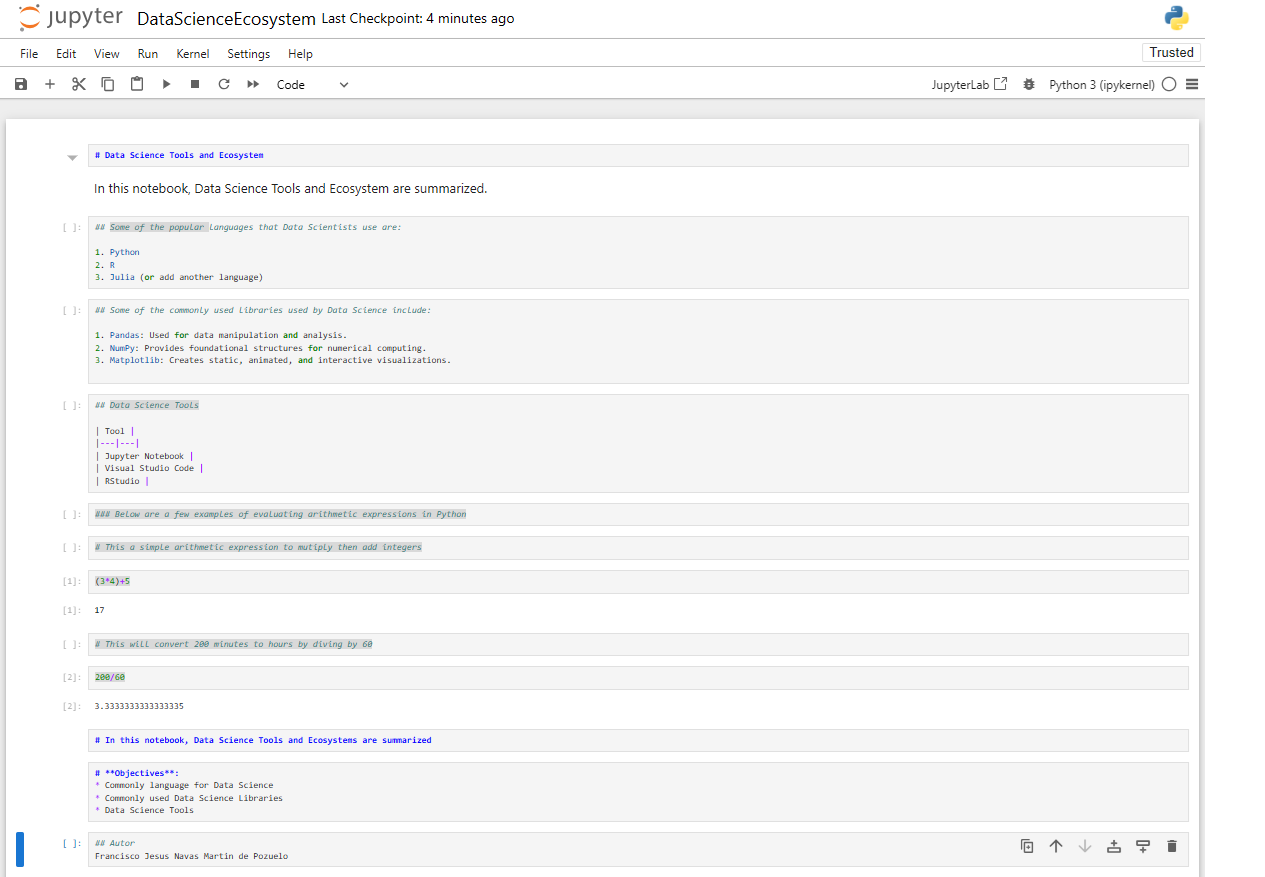 jupyter DataScienceEcosystem Last Checkpoint: 4 minutes ago
File Edit View Run Kernel Settings Help Trusted
Code JupyterLab Python 3 (ipykernel)
# Data Science Tools and Ecosystem
In this notebook, Data Science Tools and Ecosystem are summarized.
[ ]: ## Some of the popular languages that Data Scientists use are:
1. Python
2. R
3. Julia (or add another language)
[ ]: ## Some of the commonly used libraries used by Data Science include:
1. Pandas: Used for data manipulation and analysis.
2. NumPy: Provides foundational structures for numerical computing.
3. Matplotlib: Creates static, animated, and interactive visualizations.
[ ]: ## Data Science Tools
| Tool |
|---|---|
| Jupyter Notebook |
| Visual Studio Code |
| RStudio |
[ ]: ### Below are a few examples of evaluating arithmetic expressions in Python
[ ]: # This a simple arithmetic expression to mutiply then add integers
[1]: (3*4)+5
[1]: 17
[ ]: # This will convert 200 minutes to hours by diving by 60
[2]: 200/60
[2]: 3.3333333333333335
# In this notebook, Data Science Tools and Ecosystems are summarized
# **Objectives**:
* Commonly language for Data Science
* Commonly used Data Science Libraries
* Data Science Tools
[ ]: ## Autor
Francisco Jesus Navas Martin de Pozuelo